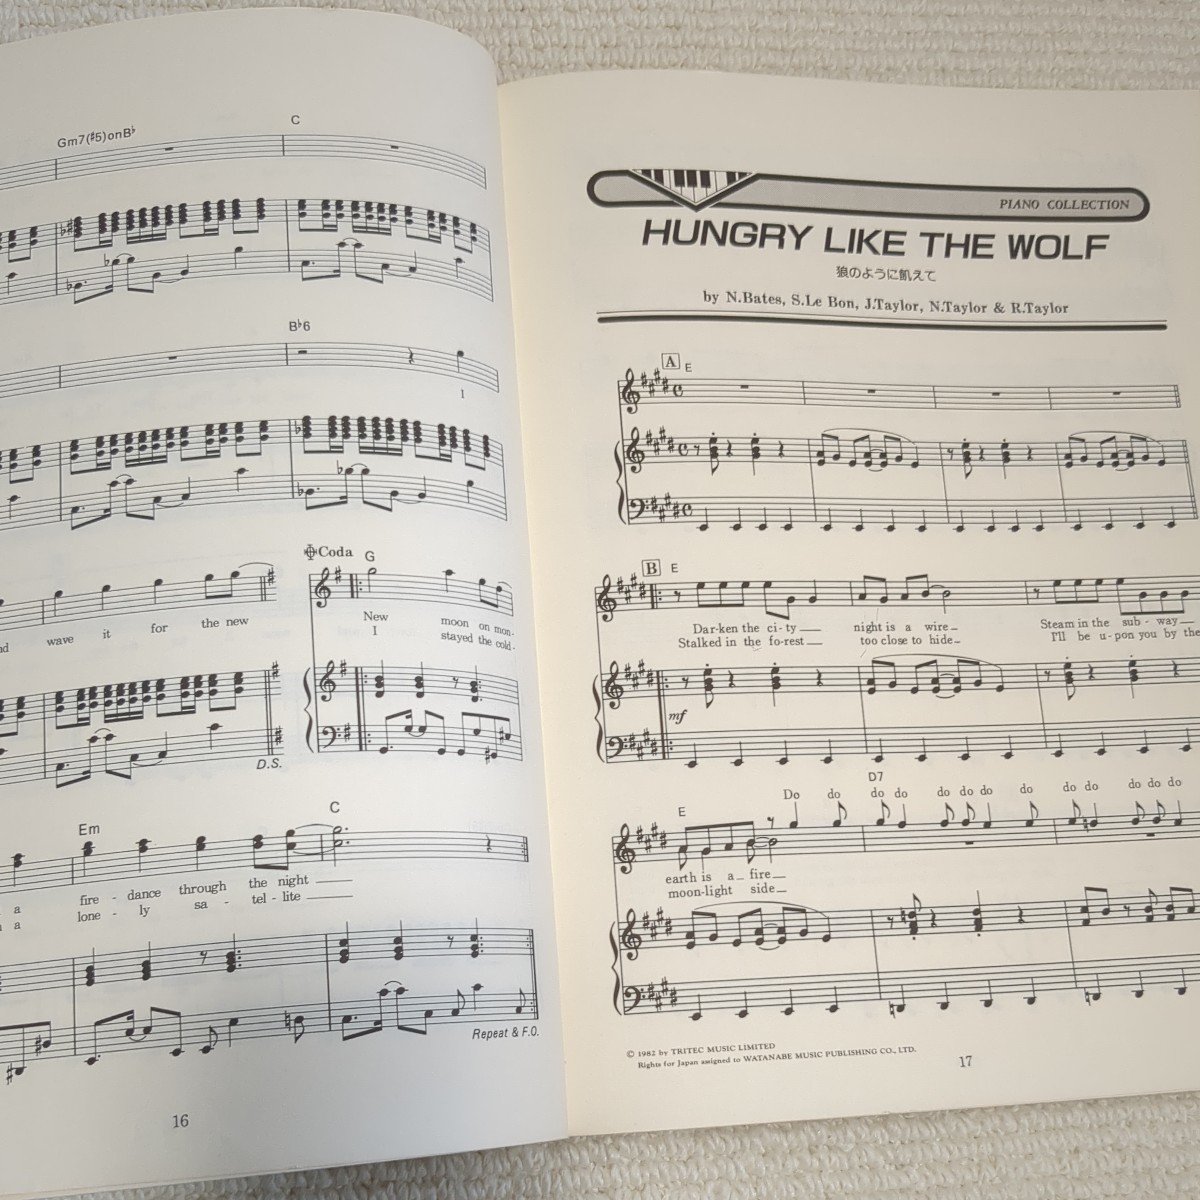 Gm7(♯5)onB♭
C
B♭6
I
wave it for the new
D.S.
Coda G
New moon on mon-
I stayed the cold-
Em C
a fire - dance through the night
a lone - ly sa - tel - lite
Repeat & F.O.
16
PIANO COLLECTION
HUNGRY LIKE THE WOLF
狼のように飢えて
by N.Bates, S.Le Bon, J.Taylor, N.Taylor & R.Taylor
A E
B E
Dar-ken the ci-ty night is a wire Steam in the sub-way
Stalked in the fo-rest too close to hide I'll be u-pon you by the
mf
D7
E Do do do do do do do do do do do do do
earth is a fire
moon-light side
© 1982 by TRITEC MUSIC LIMITED
Rights for Japan assigned to WATANABE MUSIC PUBLISHING CO., LTD.
17